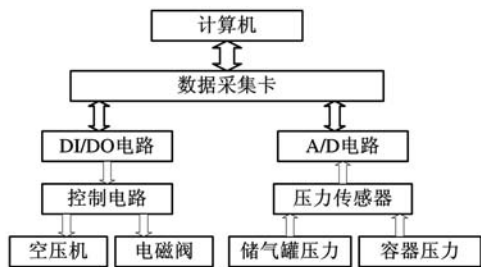 计算机
数据采集卡
DI/DO电路
A/D电路
控制电路
压力传感器
空压机
电磁阀
储气罐压力
容器压力